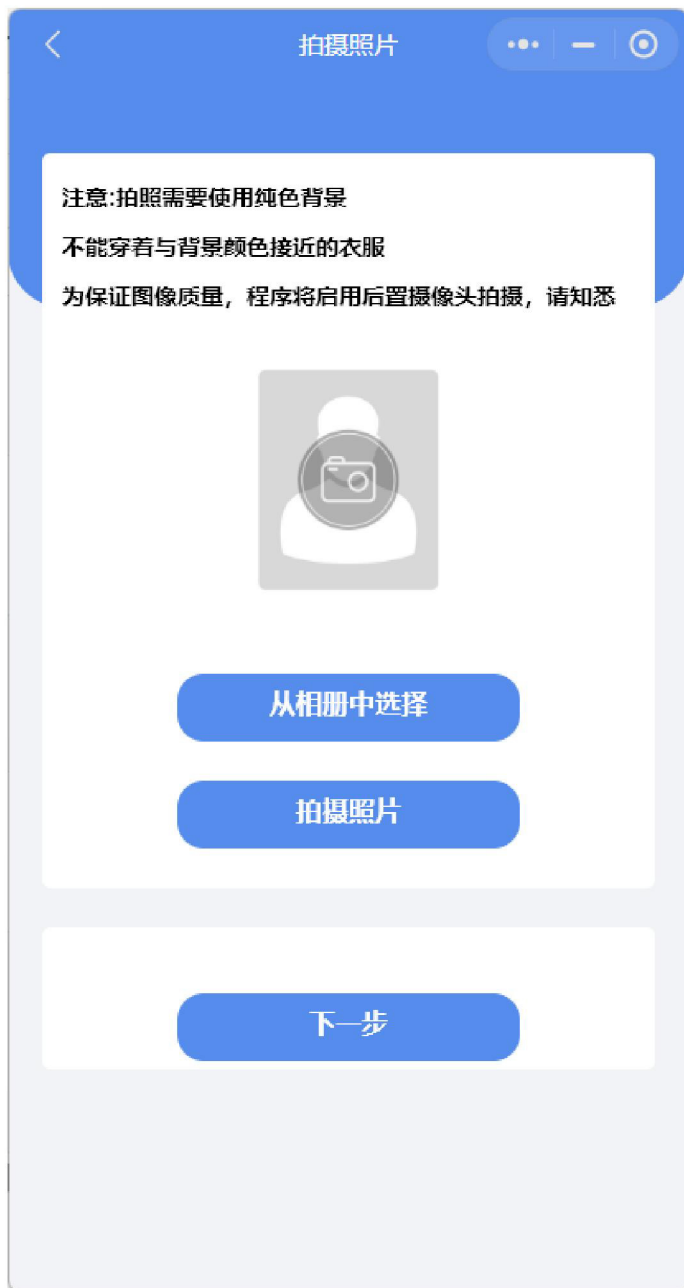 拍摄照片
注意:拍照需要使用纯色背景
不能穿着与背景颜色接近的衣服
为保证图像质量，程序将启用后置摄像头拍摄，请知悉
从相册中选择
拍摄照片
下一步